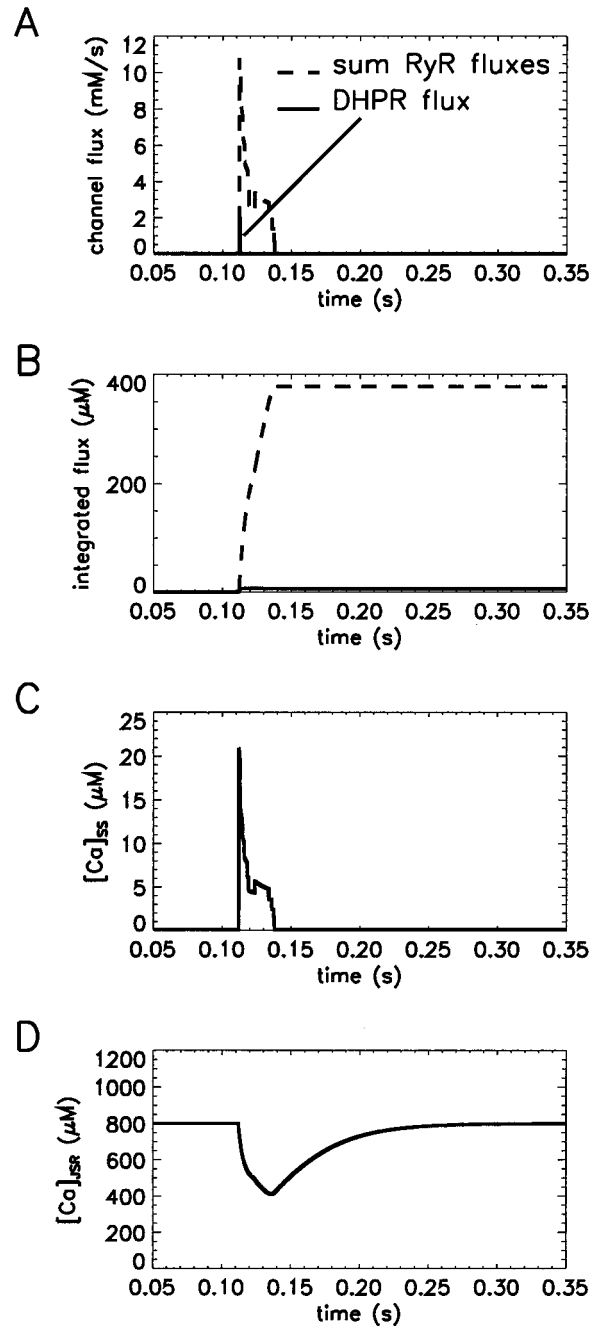 A
channel flux (mM/s)
12
10
8
6
4
2
0
sum RyR fluxes
DHPR flux
0.05 0.10 0.15 0.20 0.25 0.30 0.35
time (s)
B
integrated flux (μM)
400
200
0
0.05 0.10 0.15 0.20 0.25 0.30 0.35
time (s)
C
[Ca]SS (μM)
25
20
15
10
5
0
0.05 0.10 0.15 0.20 0.25 0.30 0.35
time (s)
D
[Ca]JSR (μM)
1200
1000
800
600
400
200
0
0.05 0.10 0.15 0.20 0.25 0.30 0.35
time (s)